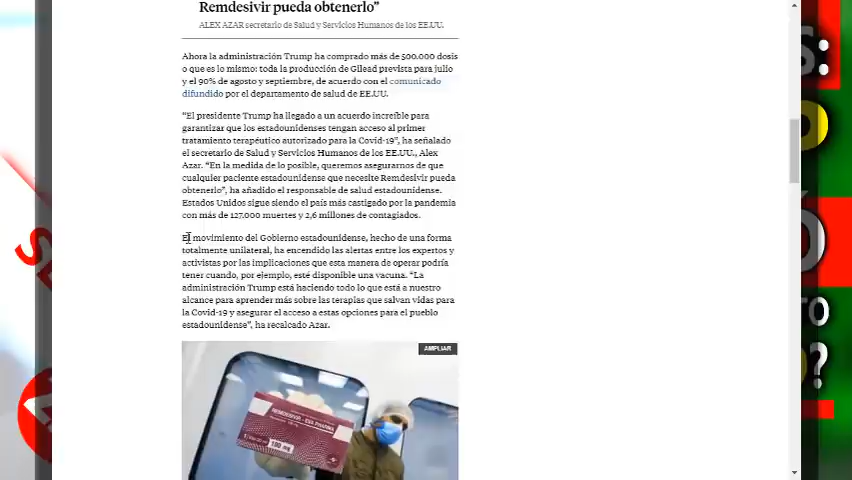 Remdesivir pueda obtenerlo"
ALEX AZAR secretario de Salud y Servicios Humanos de los EE.UU.
Ahora la administración Trump ha comprado más de 500.000 dosis
o que es lo mismo: toda la producción de Gilead prevista para julio
y el 90% de agosto y septiembre, de acuerdo con el comunicado
difundido por el departamento de salud de EE.UU.
“El presidente Trump ha llegado a un acuerdo increíble para
garantizar que los estadounidenses tengan acceso al primer
tratamiento terapéutico autorizado para la Covid-19”, ha señalado
el secretario de Salud y Servicios Humanos de los EE.UU., Alex
Azar. “En la medida de lo posible, queremos asegurarnos de que
cualquier paciente estadounidense que necesite Remdesivir pueda
obtenerlo”, ha añadido el responsable de salud estadounidense.
Estados Unidos sigue siendo el país más castigado por la pandemia
con más de 127.000 muertes y 2,6 millones de contagiados.
El movimiento del Gobierno estadounidense, hecho de una forma
totalmente unilateral, ha encendido las alertas entre los expertos y
activistas por las implicaciones que esta manera de operar podría
tener cuando, por ejemplo, esté disponible una vacuna. “La
administración Trump está haciendo todo lo que está a nuestro
alcance para aprender más sobre las terapias que salvan vidas para
la Covid-19 y asegurar el acceso a estas opciones para el pueblo
estadounidense”, ha recalcado Azar.
AMPLIAR
REMDESIVIR - EVA PHARMA
100 mg
TO
?